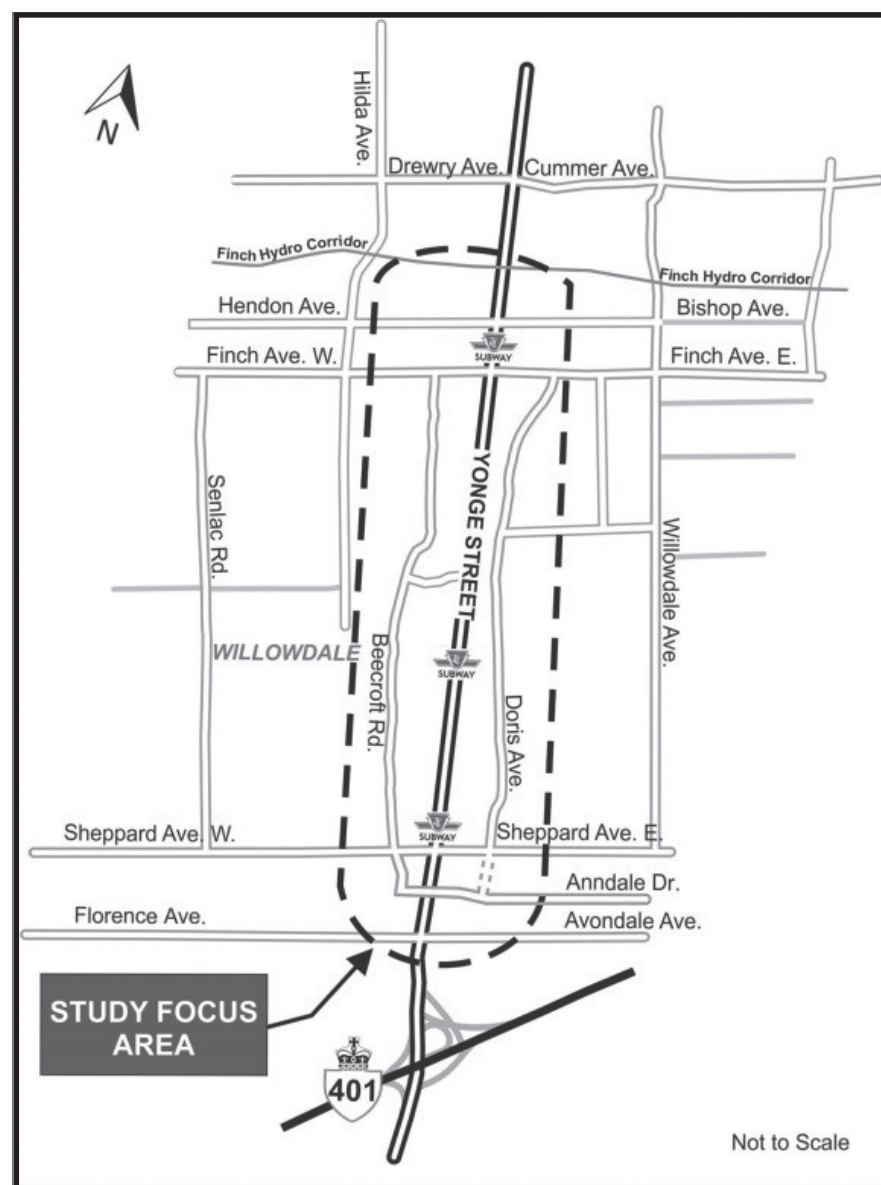 Hilda Ave.
N
Drewry Ave.
Cummer Ave.
Finch Hydro Corridor
Finch Hydro Corridor
Hendon Ave.
Bishop Ave.
SUBWAY
Finch Ave. W.
Finch Ave. E.
YONGE STREET
Senlac Rd.
Willowdale Ave.
WILLOWDALE
SUBWAY
Beecroft Rd.
Doris Ave.
SUBWAY
Sheppard Ave. W.
Sheppard Ave. E.
Anndale Dr.
Florence Ave.
Avondale Ave.
STUDY FOCUS
AREA
401
Not to Scale